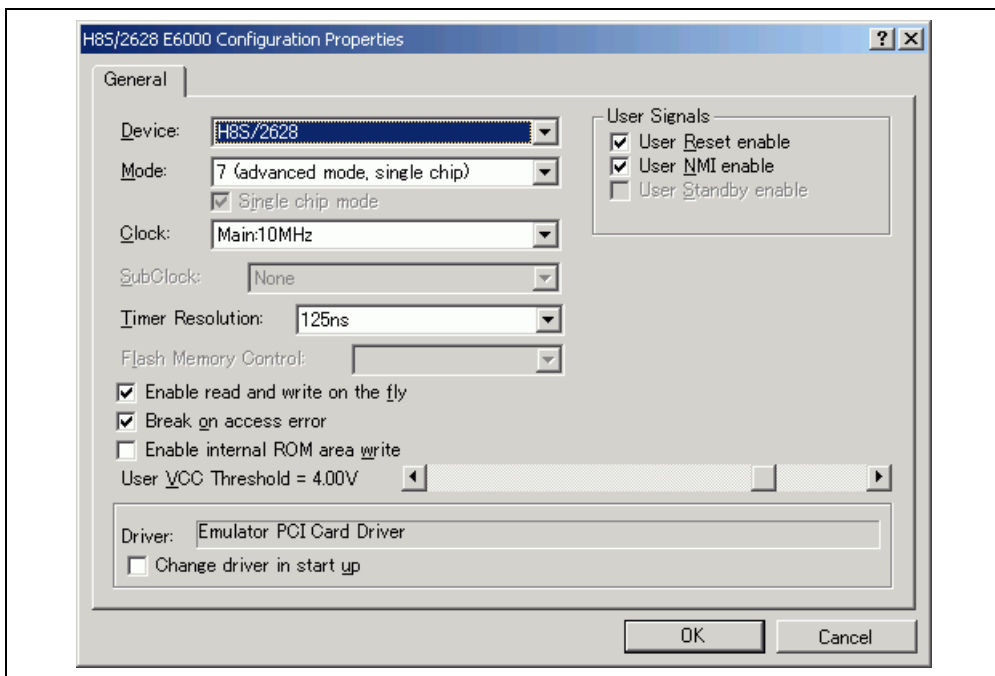 H8S/2628 E6000 Configuration Properties
General
Device: H8S/2628
Mode: 7 (advanced mode, single chip)
Single chip mode
Clock: Main:10MHz
SubClock: None
Timer Resolution: 125ns
Flash Memory Control:
Enable read and write on the fly
Break on access error
Enable internal ROM area write
User VCC Threshold = 4.00V
User Signals
User Reset enable
User NMI enable
User Standby enable
Driver: Emulator PCI Card Driver
Change driver in start up
OK Cancel